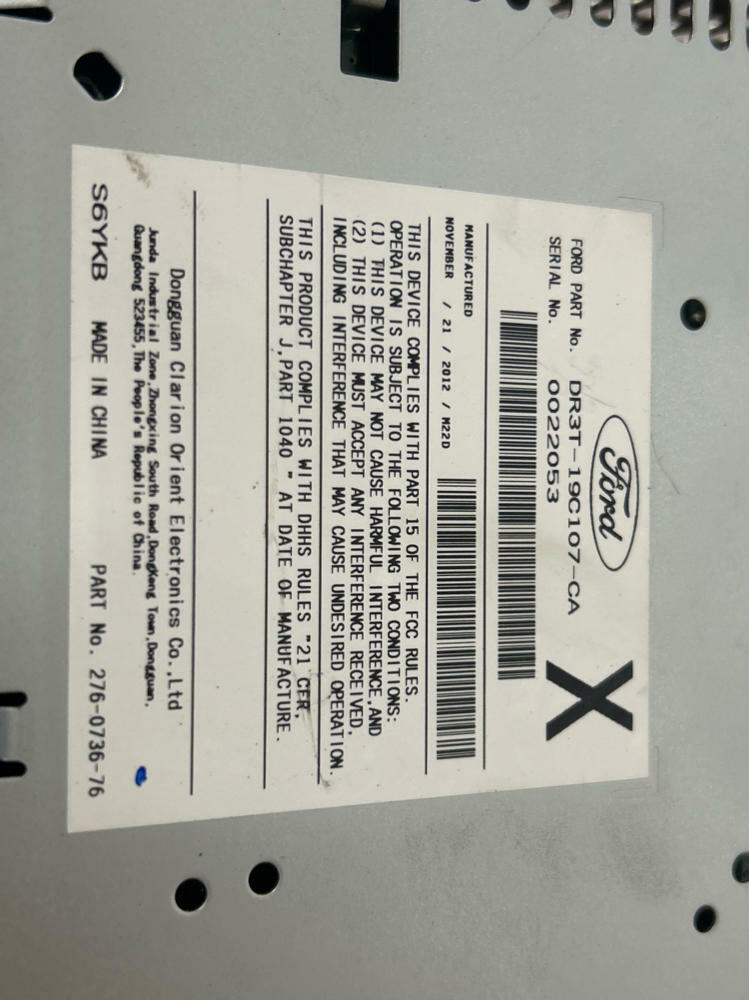 Ford
FORD PART No. DR3T-19C107-CA
SERIAL No. 0022053
X
MANUFACTURED
NOVEMBER / 21 / 2012 / M22D
THIS DEVICE COMPLIES WITH PART 15 OF THE FCC RULES.
OPERATION IS SUBJECT TO THE FOLLOWING TWO CONDITIONS:
(1) THIS DEVICE MAY NOT CAUSE HARMFUL INTERFERENCE,AND
(2) THIS DEVICE MUST ACCEPT ANY INTERFERENCE RECEIVED,
INCLUDING INTERFERENCE THAT MAY CAUSE UNDESIRED OPERATION.
THIS PRODUCT COMPLIES WITH DHHS RULES "21 CFR,
SUBCHAPTER J,PART 1040 " AT DATE OF MANUFACTURE.
Dongguan Clarion Orient Electronics Co.,Ltd
Junda Industrial Zone,Zhongxing South Road,DongKeng Town,Dongguan,
Guangdong 523455,The People's Republic of China.
S6YKB MADE IN CHINA PART No. 276-0736-76